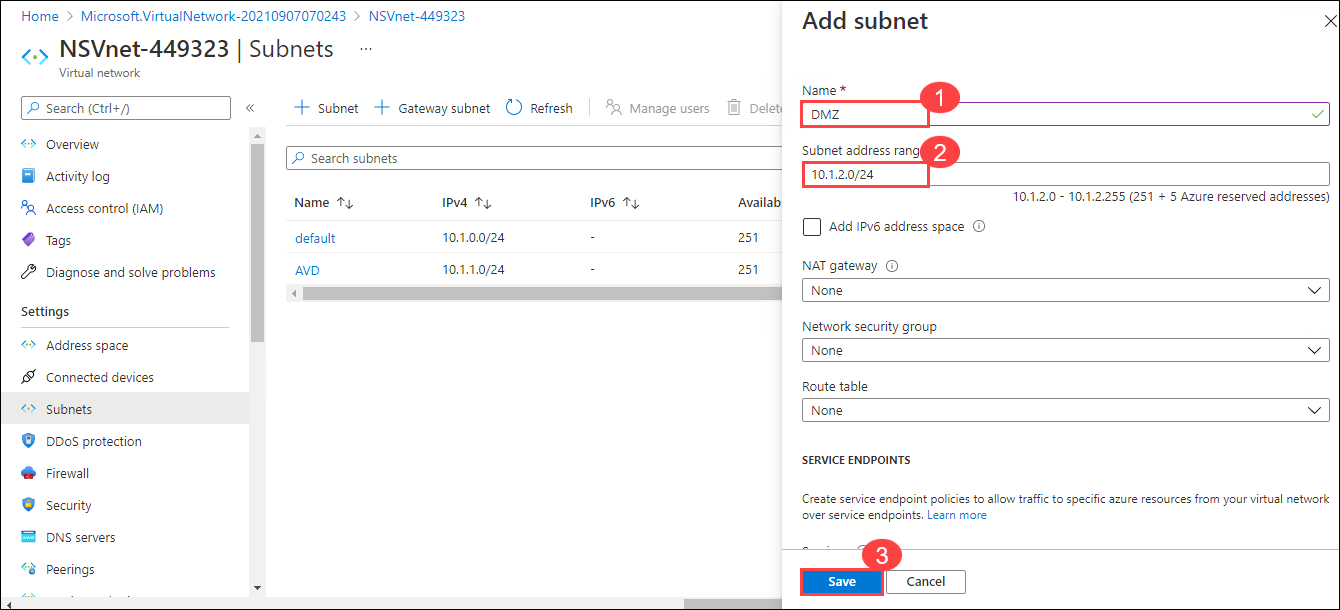 Home > Microsoft.VirtualNetwork-20210907070243 > NSVnet-449323
NSVnet-449323 | Subnets ...
Virtual network
Search (Ctrl+/) «
Overview
Activity log
Access control (IAM)
Tags
Diagnose and solve problems
Settings
Address space
Connected devices
Subnets
DDoS protection
Firewall
Security
DNS servers
Peerings
+ Subnet + Gateway subnet Refresh Manage users Delete
Search subnets
Name ↑↓ IPv4 ↑↓ IPv6 ↑↓ Availab
default 10.1.0.0/24 - 251
AVD 10.1.1.0/24 - 251
Add subnet
Name *
1
DMZ
Subnet address rang
2
10.1.2.0/24
10.1.2.0 - 10.1.2.255 (251 + 5 Azure reserved addresses)
Add IPv6 address space
NAT gateway
None
Network security group
None
Route table
None
SERVICE ENDPOINTS
Create service endpoint policies to allow traffic to specific azure resources from your virtual network
over service endpoints. Learn more
3
Save Cancel